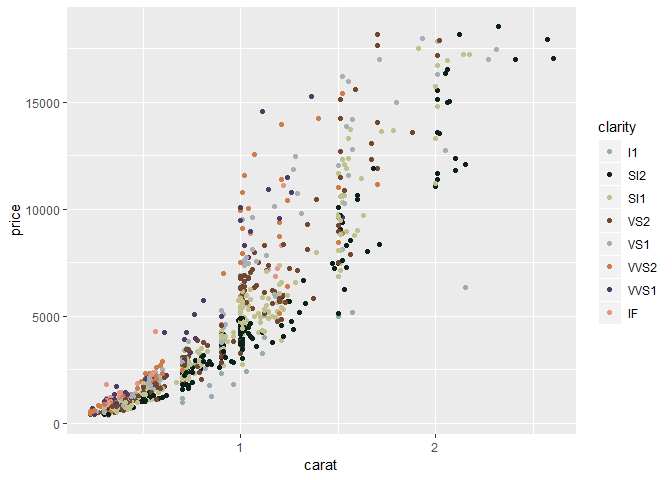 15000
10000
5000
0
price
1
2
carat
clarity
I1
SI2
SI1
VS2
VS1
VVS2
VVS1
IF